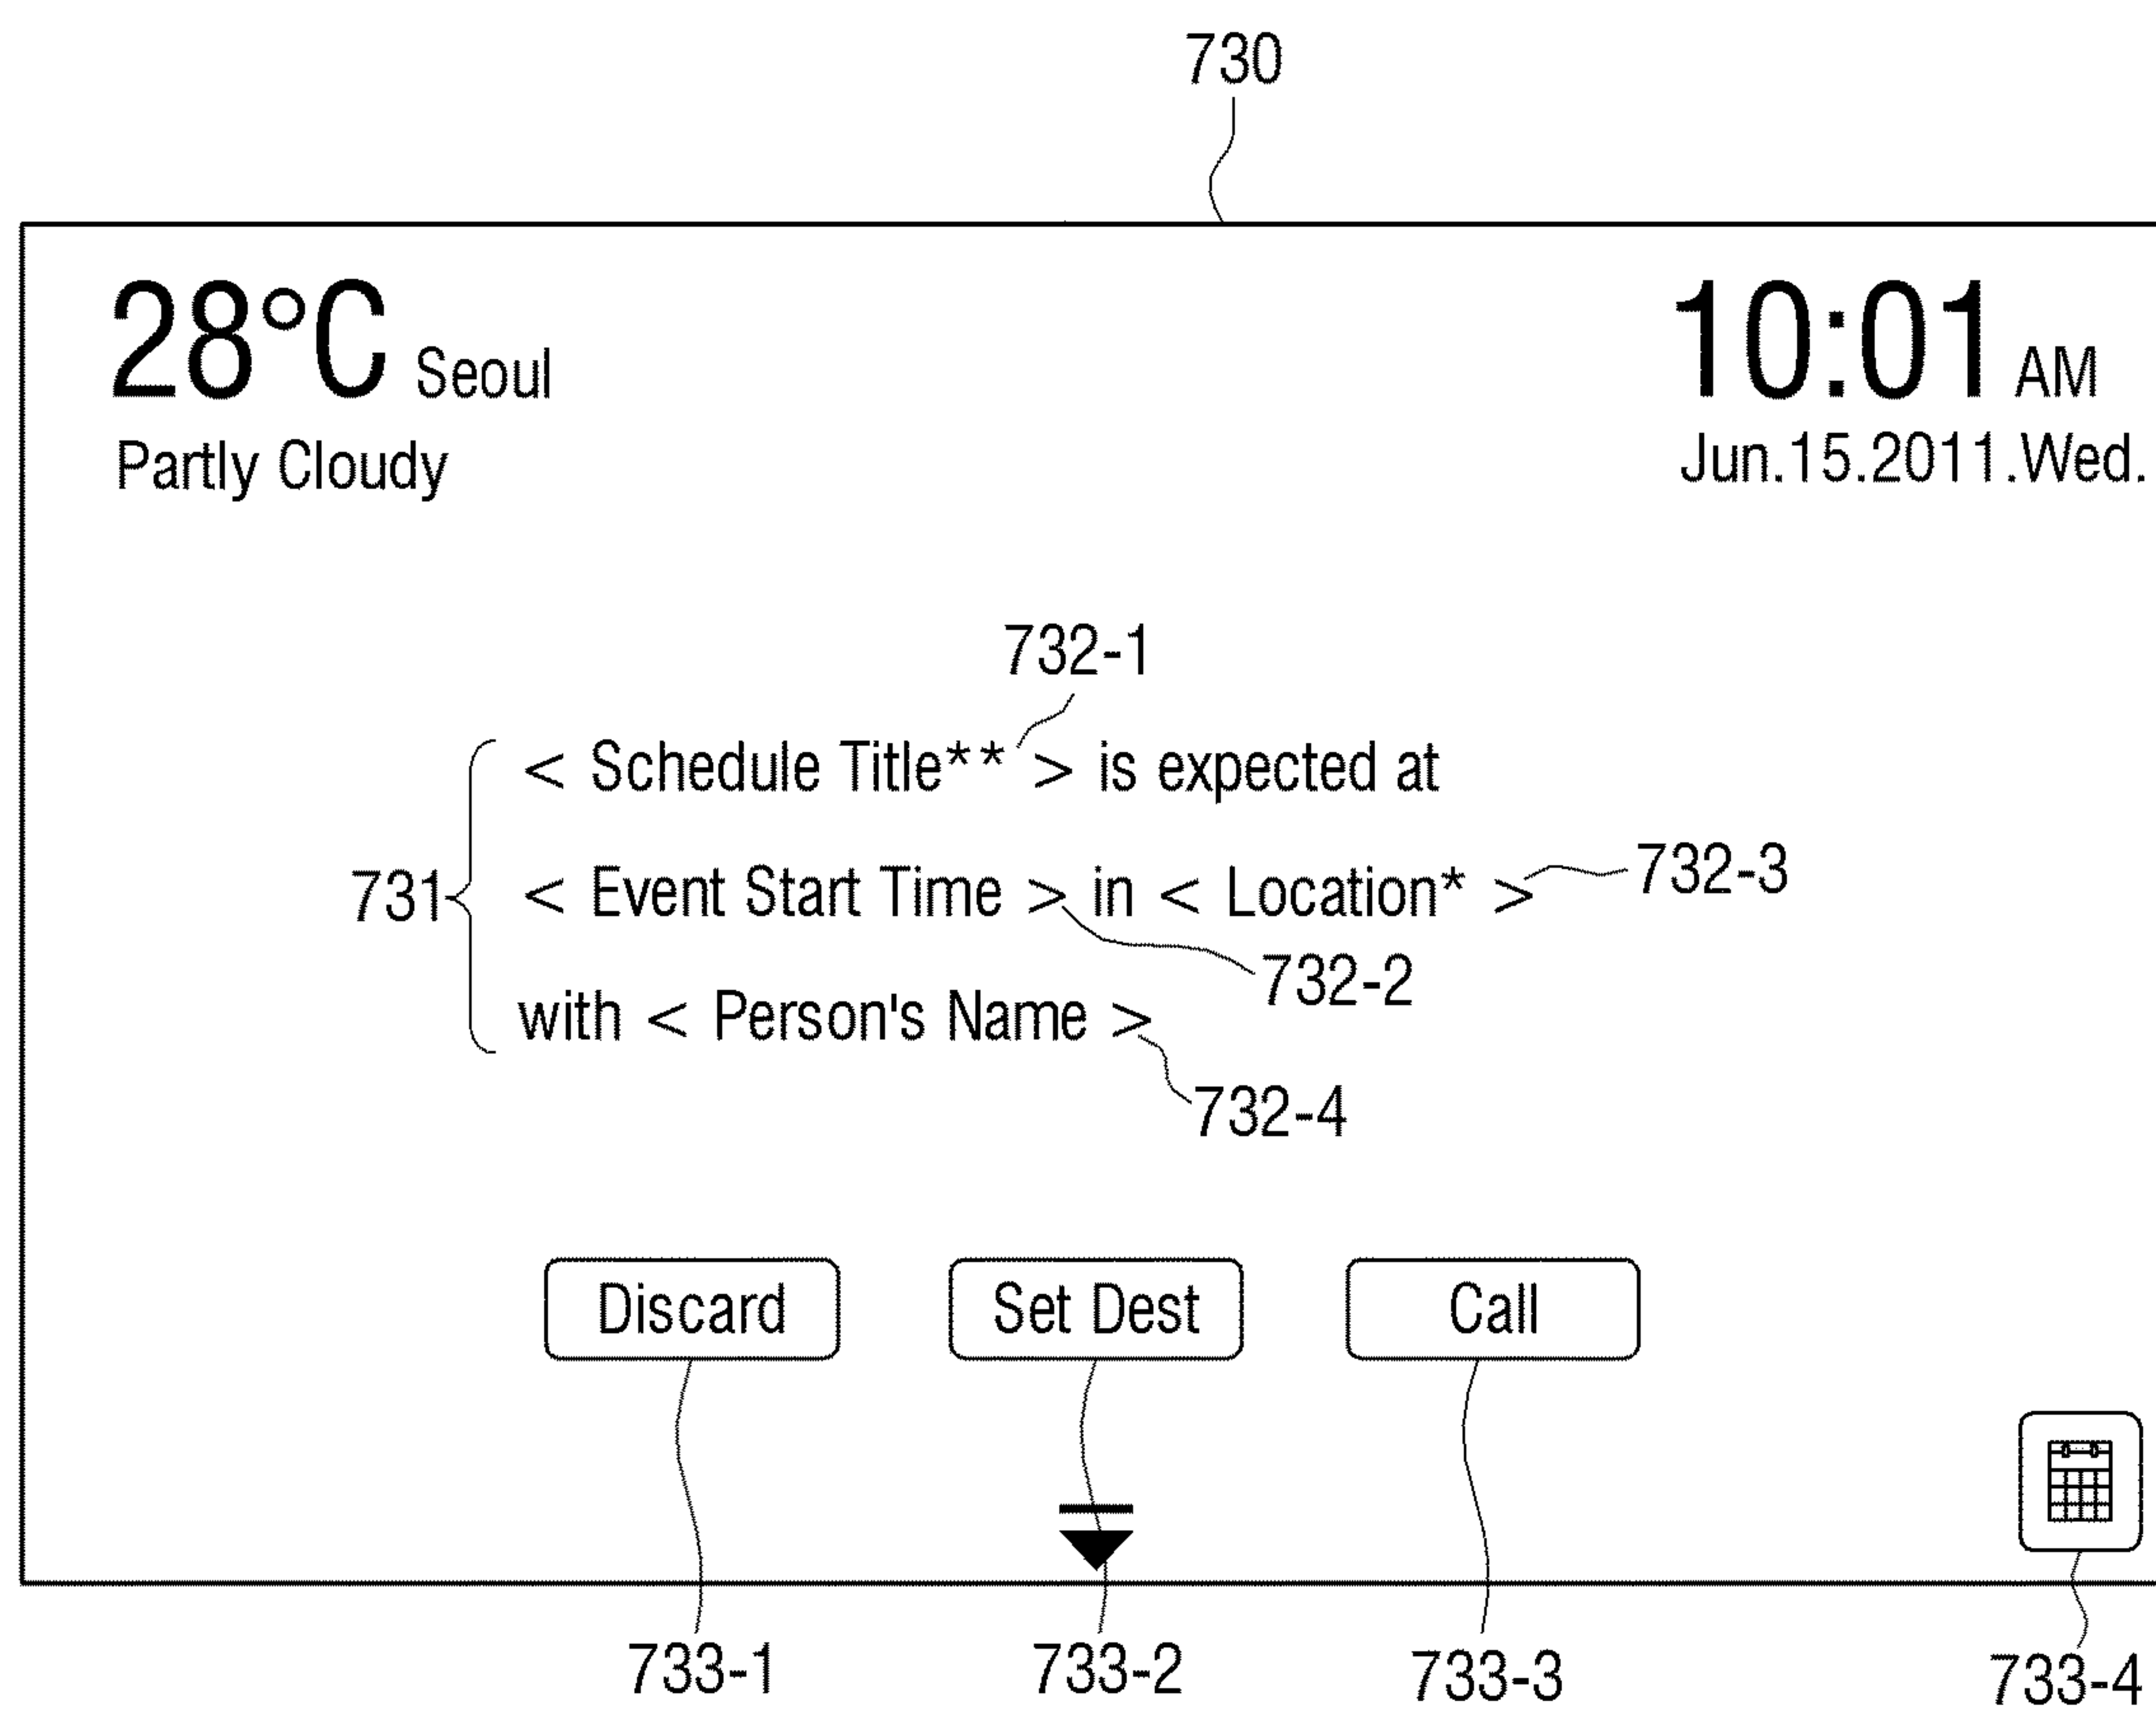 730
28°C Seoul
10:01 AM
Partly Cloudy
Jun.15.2011.Wed.
732-1
< Schedule Title** > is expected at
731
< Event Start Time > in < Location* >
732-3
732-2
with < Person's Name >
732-4
Discard
Set Dest
Call
733-1
733-2
733-3
733-4